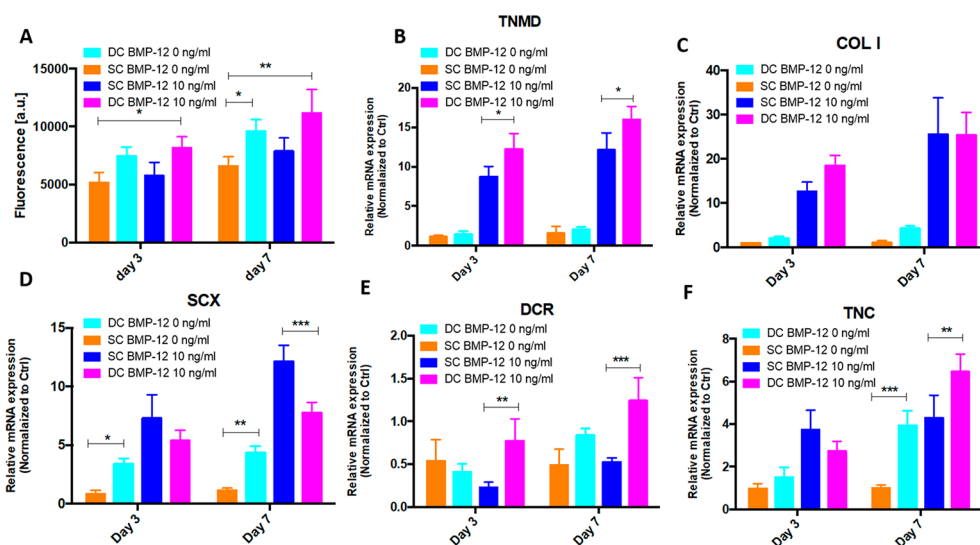 A
DC BMP-12 0 ng/ml
SC BMP-12 0 ng/ml
SC BMP-12 10 ng/ml
DC BMP-12 10 ng/ml
Fluorescence [a.u.]
15000
10000
5000
0
*
*
**
day 3
day 7
TNMD
B
DC BMP-12 0 ng/ml
SC BMP-12 0 ng/ml
SC BMP-12 10 ng/ml
DC BMP-12 10 ng/ml
Relative mRNA expression
(Normalaized to Ctrl)
20
15
10
5
0
*
*
Day 3
Day 7
C
COL I
DC BMP-12 0 ng/ml
SC BMP-12 0 ng/ml
SC BMP-12 10 ng/ml
DC BMP-12 10 ng/ml
Relative mRNA expression
(Normalaized to Ctrl)
40
30
20
10
0
Day 3
Day 7
D
SCX
DC BMP-12 0 ng/ml
SC BMP-12 0 ng/ml
SC BMP-12 10 ng/ml
DC BMP-12 10 ng/ml
Relative mRNA expression
(Normalaized to Ctrl)
15
10
5
0
*
**
***
Day 3
Day 7
E
DCR
DC BMP-12 0 ng/ml
SC BMP-12 0 ng/ml
SC BMP-12 10 ng/ml
DC BMP-12 10 ng/ml
Relative mRNA expression
(Normalaized to Ctrl)
2.0
1.5
1.0
0.5
0.0
**
***
Day 3
Day 7
F
TNC
DC BMP-12 0 ng/ml
SC BMP-12 0 ng/ml
SC BMP-12 10 ng/ml
DC BMP-12 10 ng/ml
Relative mRNA expression
(Normalaized to Ctrl)
8
6
4
2
0
***
**
Day 3
Day 7